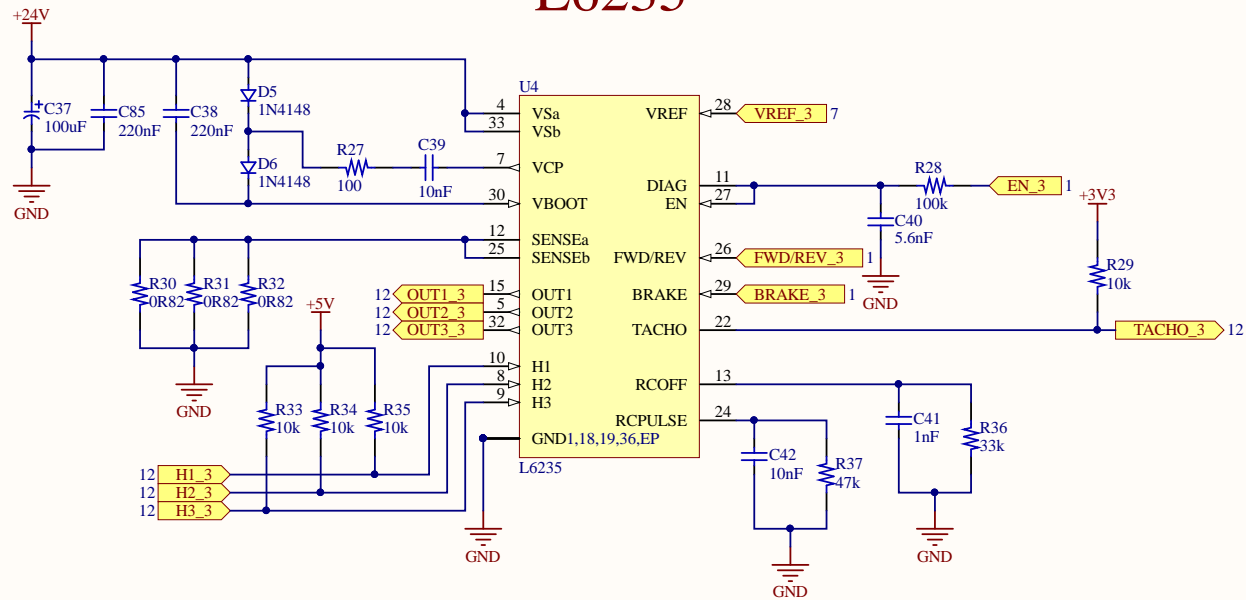 L6235
+24V
C37
100uF
C85
220nF
C38
220nF
D5
1N4148
D6
1N4148
R27
100
C39
10nF
GND
U4
4 VSa
33 VSb
7 VCP
30 VBOOT
12 SENSEa
25 SENSEb
15 OUT1
5 OUT2
32 OUT3
10 H1
8 H2
9 H3
GND1,18,19,36,EP
L6235
VREF 28
DIAG 11
EN 27
FWD/REV 26
BRAKE 29
TACHO 22
RCOFF 13
RCPULSE 24
VREF_3 7
R28
100k
EN_3 1
C40
5.6nF
GND
+3V3
R29
10k
FWD/REV_3 1
BRAKE_3 1
TACHO_3 12
R30
0R82
R31
0R82
R32
0R82
GND
12 OUT1_3
12 OUT2_3
12 OUT3_3
+5V
R33
10k
R34
10k
R35
10k
12 H1_3
12 H2_3
12 H3_3
GND
C42
10nF
R37
47k
GND
C41
1nF
R36
33k
GND